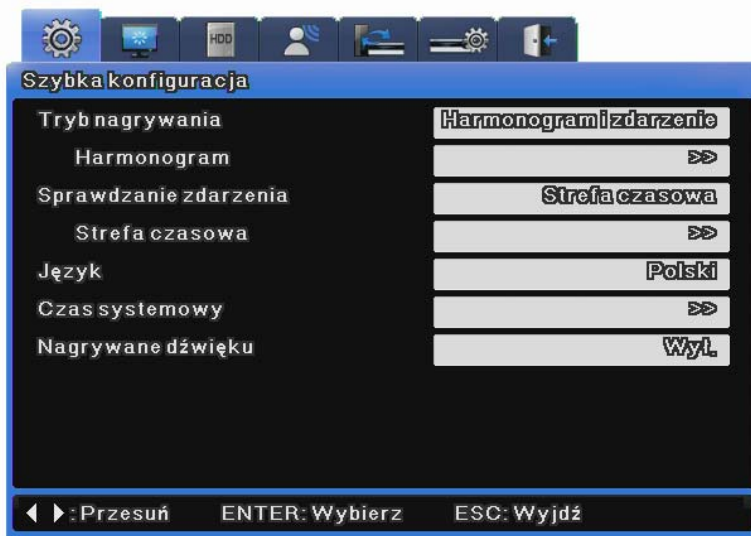 HDD
Szybka konfiguracja
Tryb nagrywania Harmonogram i zdarzenie
Harmonogram >>
Sprawdzanie zdarzenia Strefa czasowa
Strefa czasowa >>
Język Polski
Czas systemowy >>
Nagrywane dźwięku Wył.
:Przesuń ENTER: Wybierz ESC: Wyjdź